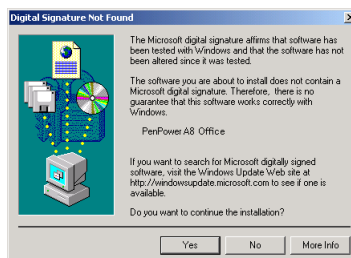 Digital Signature Not Found
The Microsoft digital signature affirms that software has
been tested with Windows and that the software has not
been altered since it was tested.
The software you are about to install does not contain a
Microsoft digital signature. Therefore, there is no
guarantee that this software works correctly with
Windows.
PenPower A8 Office
If you want to search for Microsoft digitally signed
software, visit the Windows Update Web site at
http://windowsupdate.microsoft.com to see if one is
available.
Do you want to continue the installation?
Yes
No
More Info